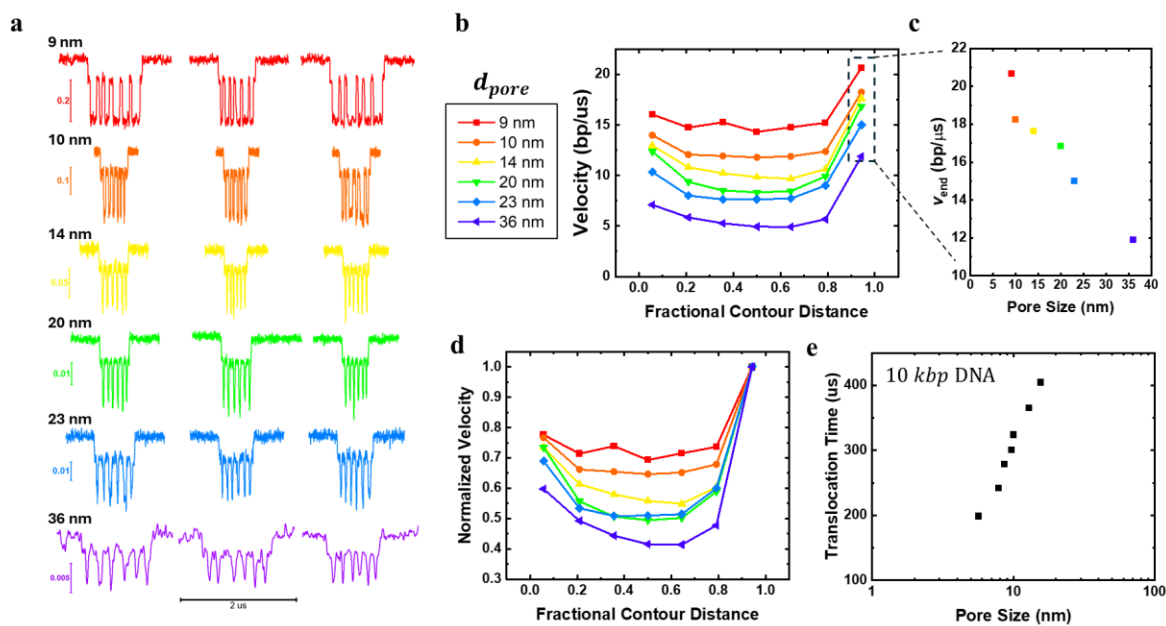 a
9 nm
0.2
10 nm
0.1
14 nm
0.05
20 nm
0.01
23 nm
0.01
36 nm
0.005
2 us
b
d_pore
9 nm
10 nm
14 nm
20 nm
23 nm
36 nm
Velocity (bp/us)
20
15
10
5
0
0.0 0.2 0.4 0.6 0.8 1.0
Fractional Contour Distance
c
v_end (bp/μs)
22
20
18
16
14
12
10
0 5 10 15 20 25 30 35 40
Pore Size (nm)
d
Normalized Velocity
1.0
0.9
0.8
0.7
0.6
0.5
0.4
0.3
0.0 0.2 0.4 0.6 0.8 1.0
Fractional Contour Distance
e
10 kbp DNA
Translocation Time (us)
400
300
200
100
1 10 100
Pore Size (nm)